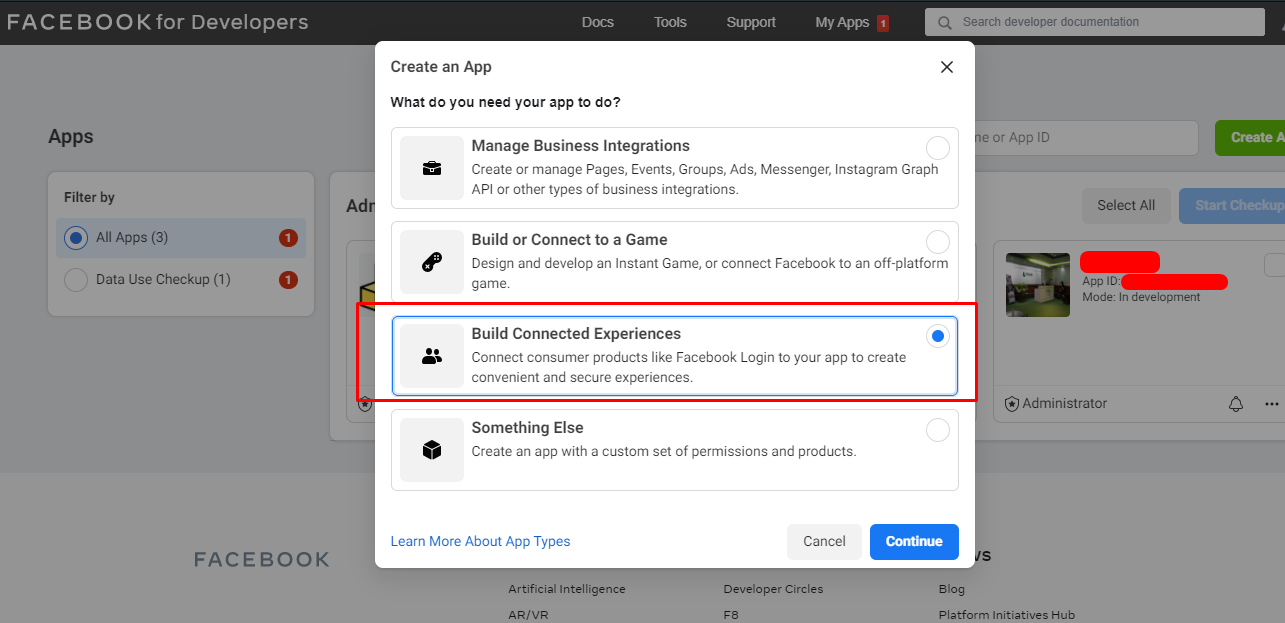 FACEBOOK for Developers
Docs
Tools
Support
My Apps 1
Search developer documentation
Create an App
What do you need your app to do?
Apps
me or App ID
Create A
Manage Business Integrations
Create or manage Pages, Events, Groups, Ads, Messenger, Instagram Graph
API or other types of business integrations.
Filter by
All Apps (3) 1
Data Use Checkup (1) 1
Adr
Select All
Start Checkup
Build or Connect to a Game
Design and develop an Instant Game, or connect Facebook to an off-platform
game.
App ID:
Mode: In development
Build Connected Experiences
Connect consumer products like Facebook Login to your app to create
convenient and secure experiences.
Administrator
Something Else
Create an app with a custom set of permissions and products.
Learn More About App Types
Cancel
Continue
FACEBOOK
Artificial Intelligence
Developer Circles
Blog
AR/VR
F8
Platform Initiatives Hub